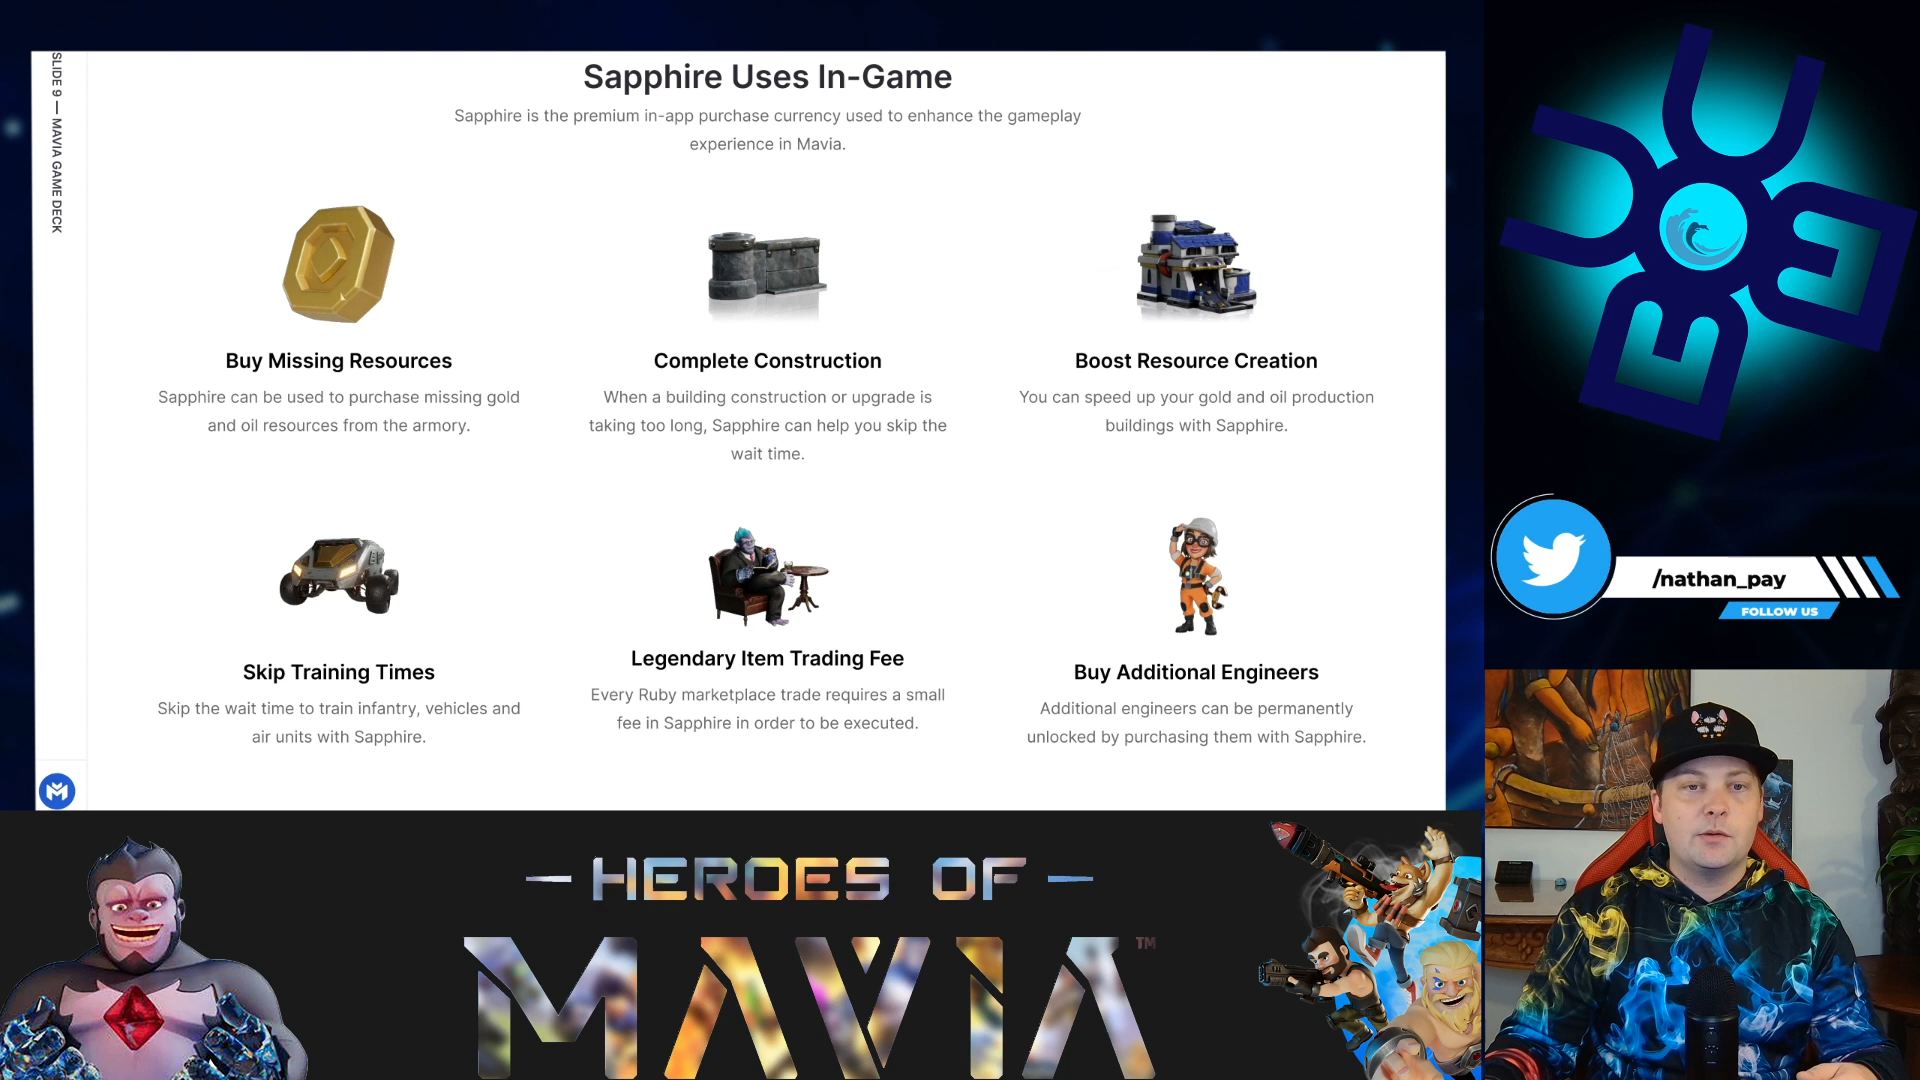 SLIDE 9 — MAVIA GAME DECK
Sapphire Uses In-Game
Sapphire is the premium in-app purchase currency used to enhance the gameplay
experience in Mavia.
Buy Missing Resources
Sapphire can be used to purchase missing gold
and oil resources from the armory.
Complete Construction
When a building construction or upgrade is
taking too long, Sapphire can help you skip the
wait time.
Boost Resource Creation
You can speed up your gold and oil production
buildings with Sapphire.
Skip Training Times
Skip the wait time to train infantry, vehicles and
air units with Sapphire.
Legendary Item Trading Fee
Every Ruby marketplace trade requires a small
fee in Sapphire in order to be executed.
Buy Additional Engineers
Additional engineers can be permanently
unlocked by purchasing them with Sapphire.
/nathan_pay
FOLLOW US
HEROES OF
MAVIA
TM